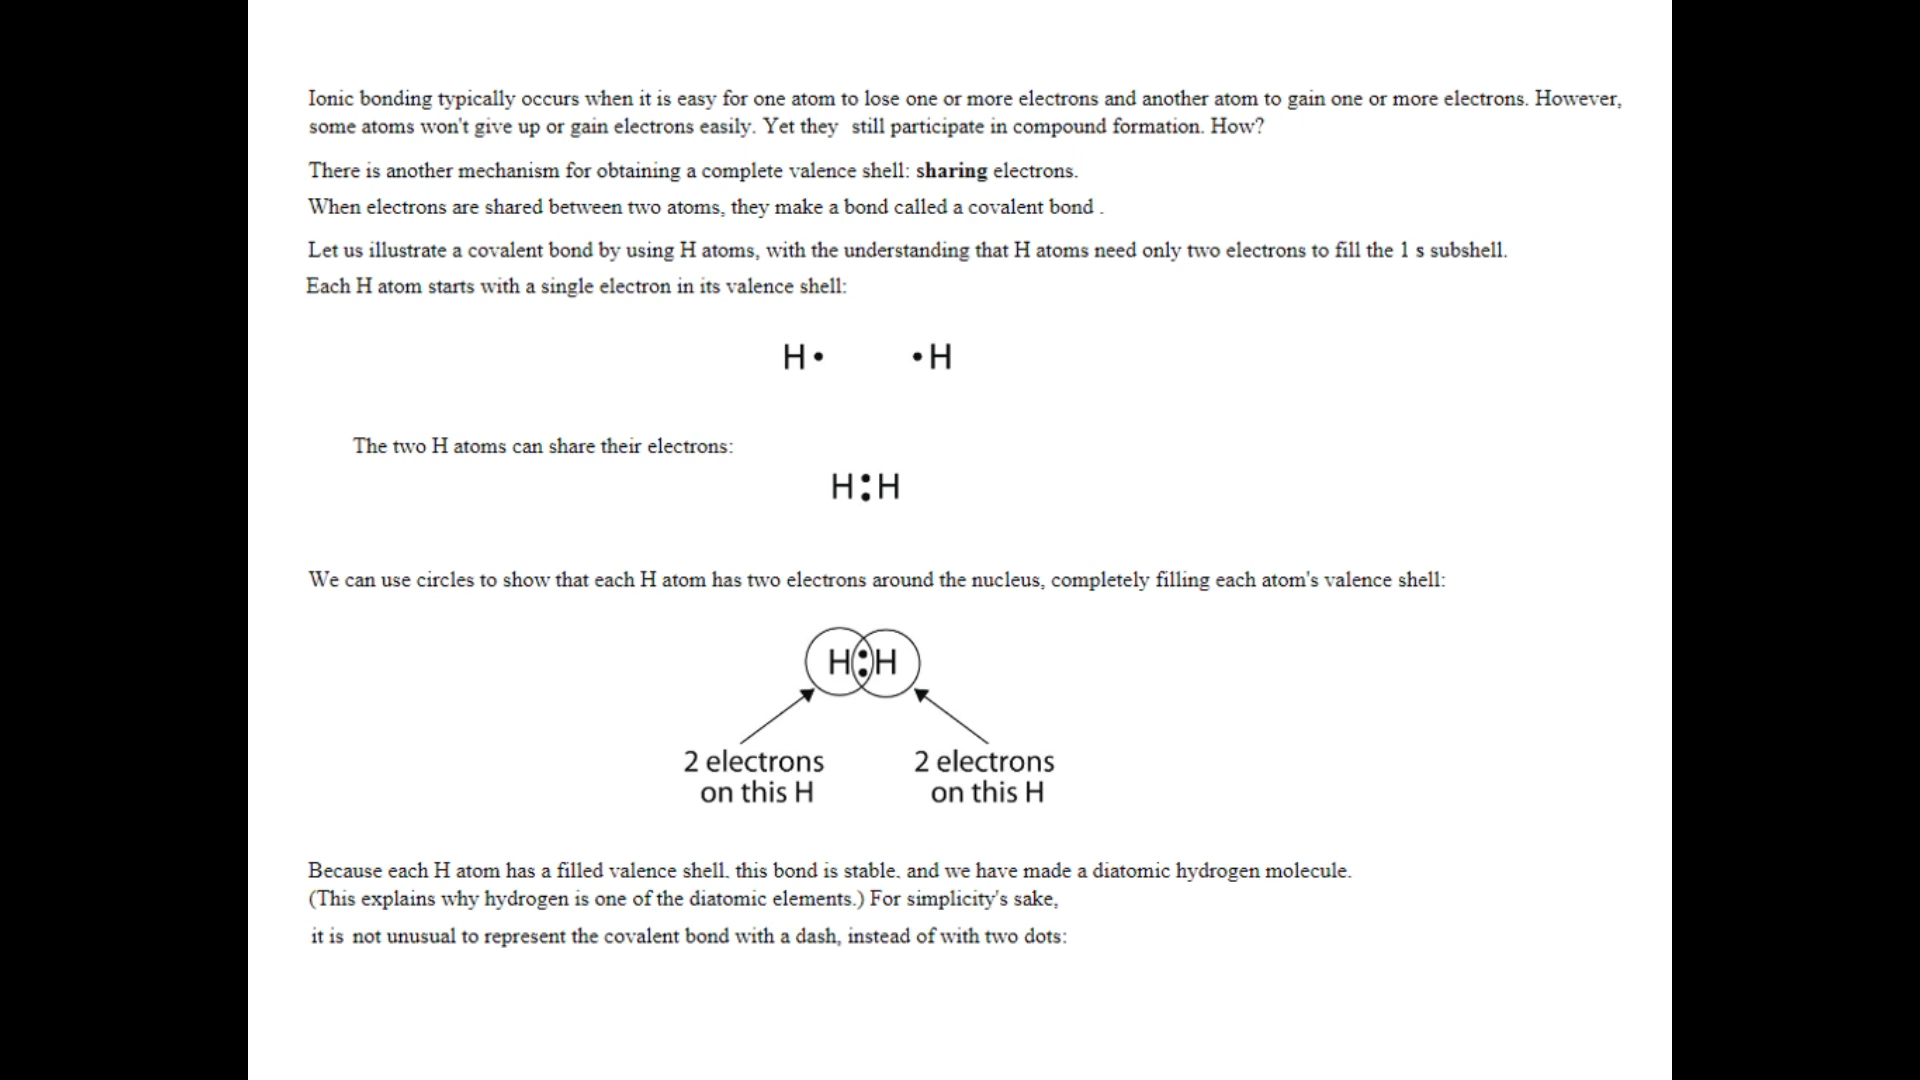 Ionic bonding typically occurs when it is easy for one atom to lose one or more electrons and another atom to gain one or more electrons. However,
some atoms won't give up or gain electrons easily. Yet they still participate in compound formation. How?
There is another mechanism for obtaining a complete valence shell: sharing electrons.
When electrons are shared between two atoms, they make a bond called a covalent bond .
Let us illustrate a covalent bond by using H atoms, with the understanding that H atoms need only two electrons to fill the 1 s subshell.
Each H atom starts with a single electron in its valence shell:
H• •H
The two H atoms can share their electrons:
H:H
We can use circles to show that each H atom has two electrons around the nucleus, completely filling each atom's valence shell:
H:H
2 electrons 2 electrons
on this H on this H
Because each H atom has a filled valence shell, this bond is stable, and we have made a diatomic hydrogen molecule.
(This explains why hydrogen is one of the diatomic elements.) For simplicity's sake,
it is not unusual to represent the covalent bond with a dash, instead of with two dots: